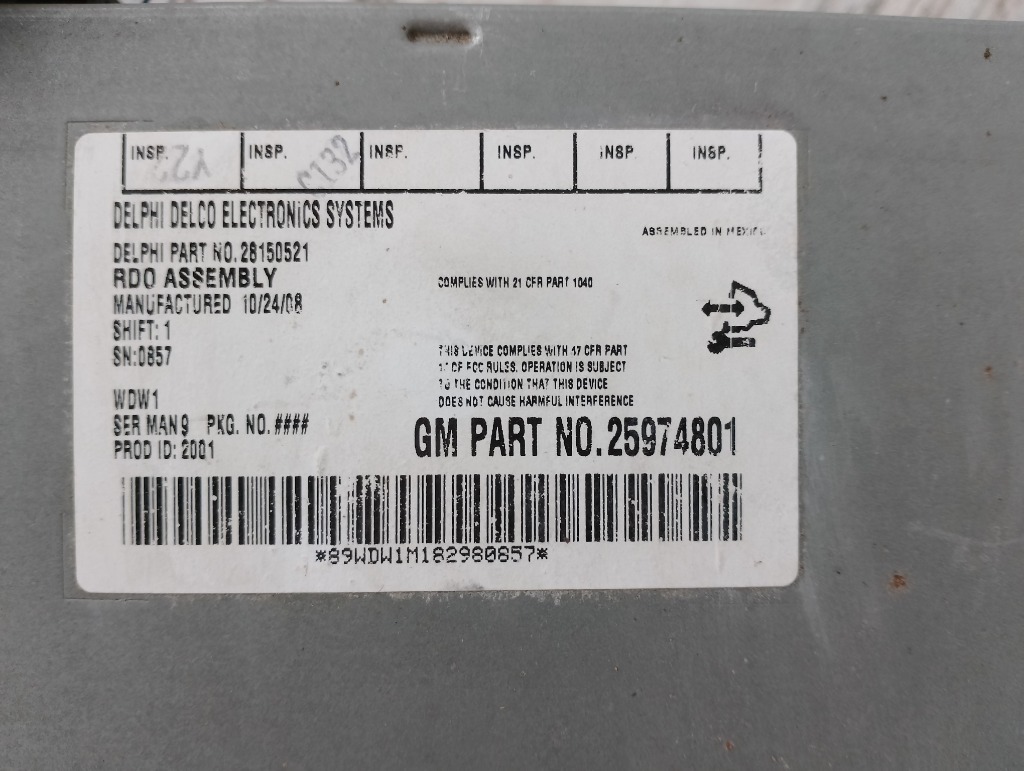 INSP. INSP. INSP. INSP. INSP. INSP.
C132
DELPHI DELCO ELECTRONICS SYSTEMS
ASSEMBLED IN MEXICO
DELPHI PART NO. 28150521
RDO ASSEMBLY
COMPLIES WITH 21 CFR PART 1040
MANUFACTURED 10/24/08
SHIFT: 1
SN:0857
THIS DEVICE COMPLIES WITH 47 CFR PART
OF FCC RULES. OPERATION IS SUBJECT
TO THE CONDITION THAT THIS DEVICE
DOES NOT CAUSE HARMFUL INTERFERENCE
WDW1
SER MAN 9 PKG. NO. ####
PROD ID: 2001
GM PART NO. 25974801
*89WDW1M182980857*